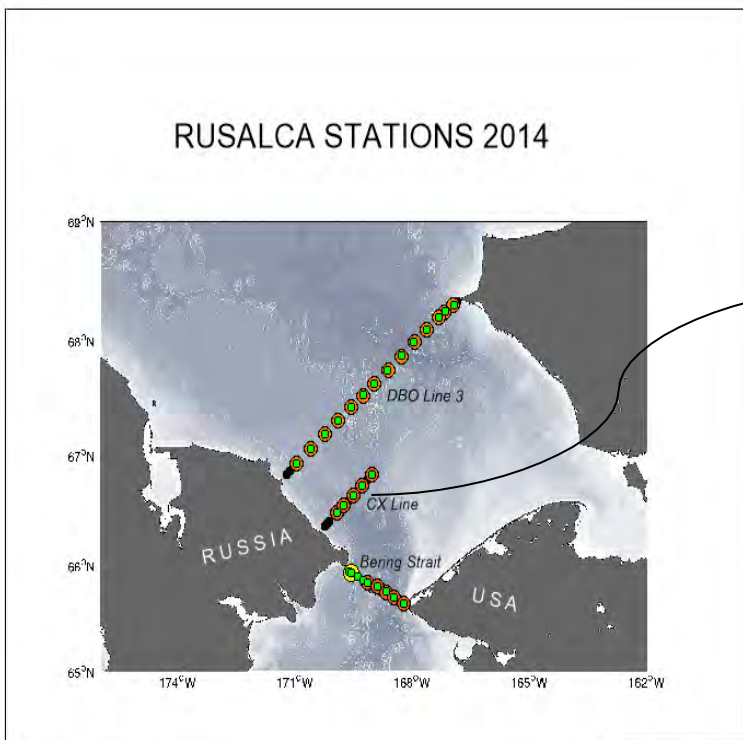 RUSALCA STATIONS 2014
69°N
68°N
DBO Line 3
67°N
CX Line
RUSSIA
66°N
Bering Strait
USA
65°N
174°W 171°W 168°W 165°W 162°W